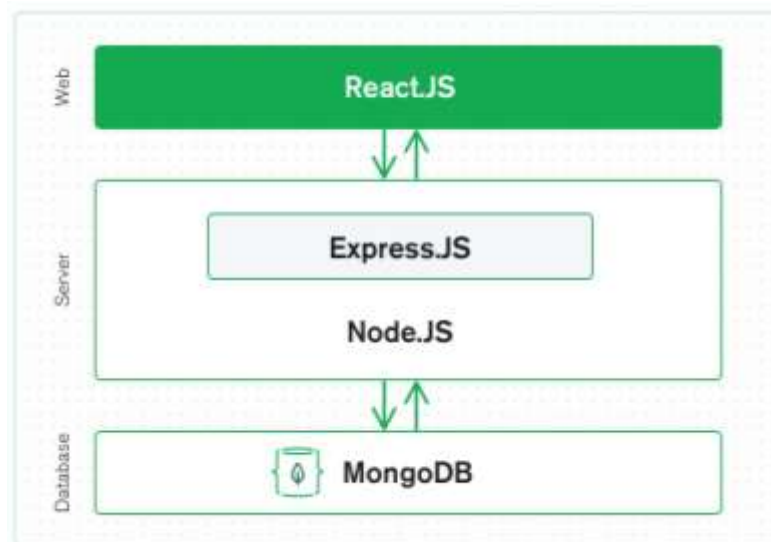 Web
React.JS
Server
Express.JS
Node.JS
Database
MongoDB